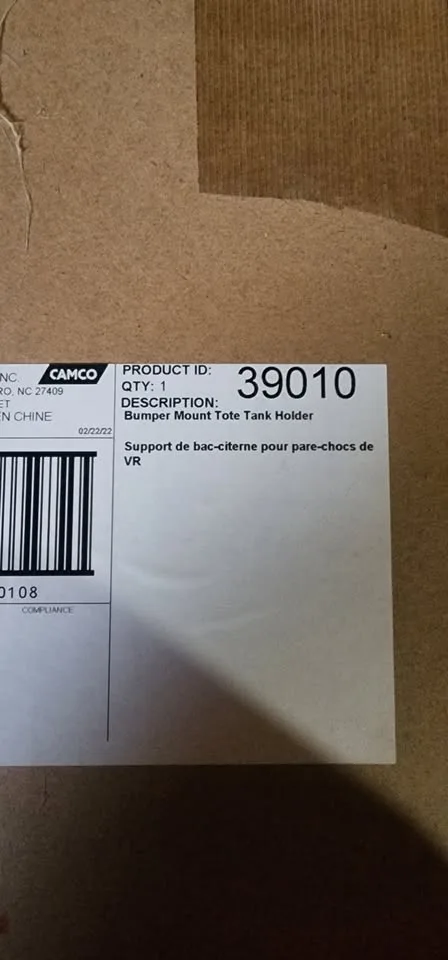 NC.
CAMCO
RO, NC 27409
ET
EN CHINE
02/22/22
0108
COMPLIANCE
PRODUCT ID:
39010
QTY: 1
DESCRIPTION:
Bumper Mount Tote Tank Holder
Support de bac-citerne pour pare-chocs de
VR